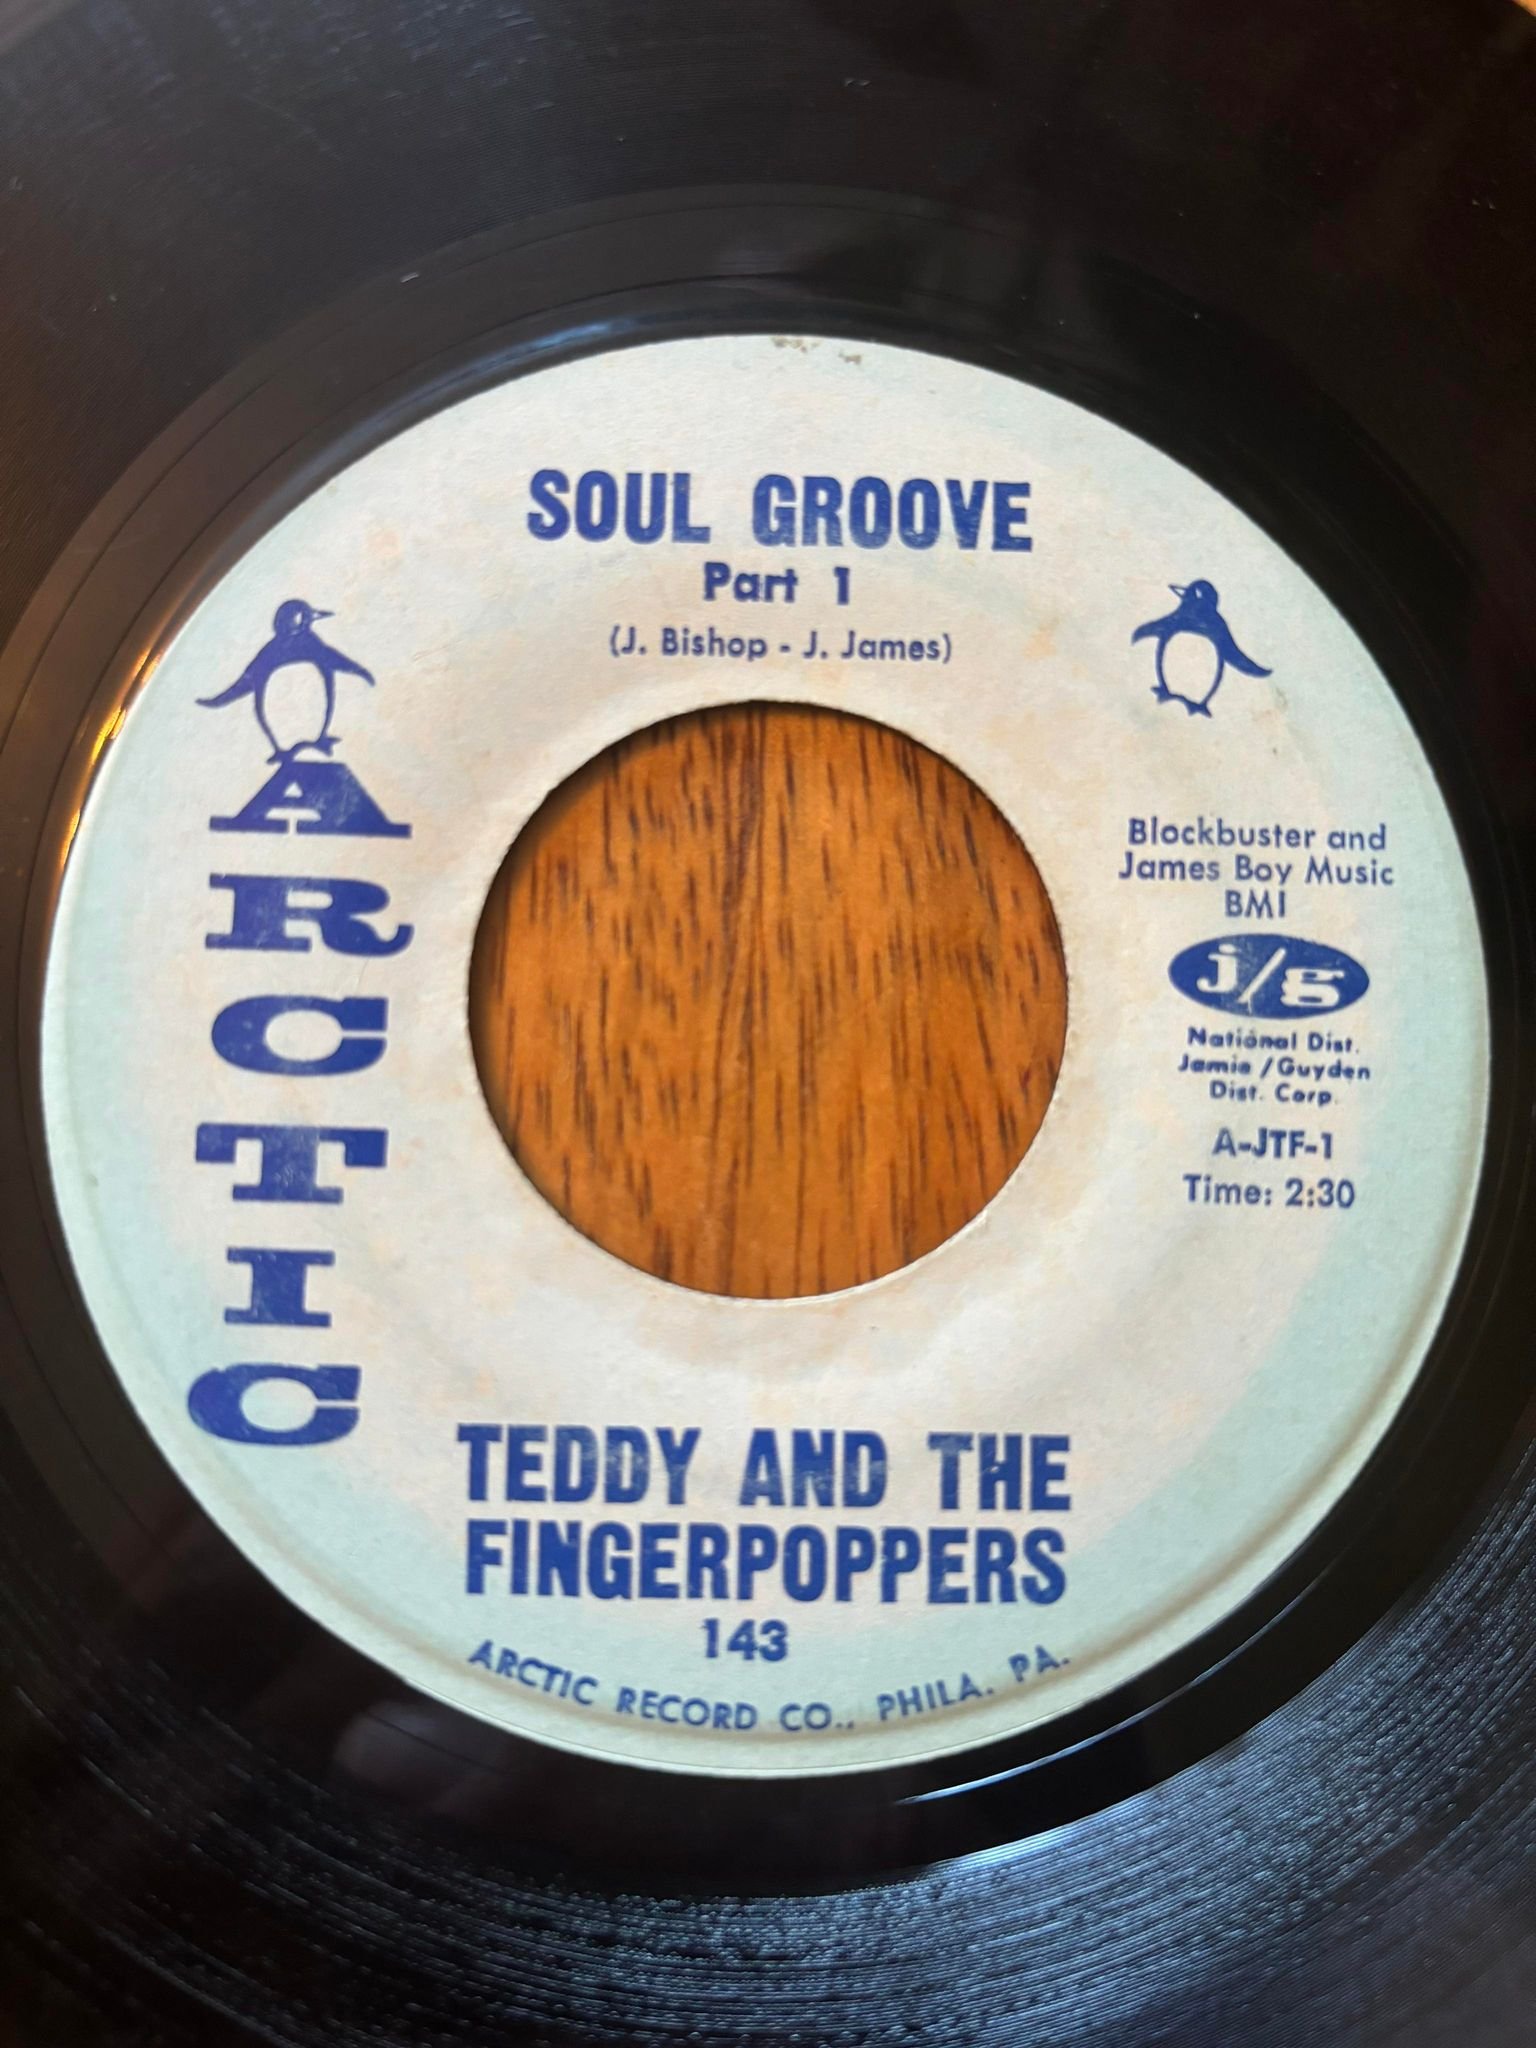 SOUL GROOVE
Part 1
(J. Bishop - J. James)
ARCTIC
Blockbuster and
James Boy Music
BMI
j/g
National Dist.
Jamie / Guyden
Dist. Corp.
A-JTF-1
Time: 2:30
TEDDY AND THE
FINGERPOPPERS
143
ARCTIC RECORD CO., PHILA. PA.